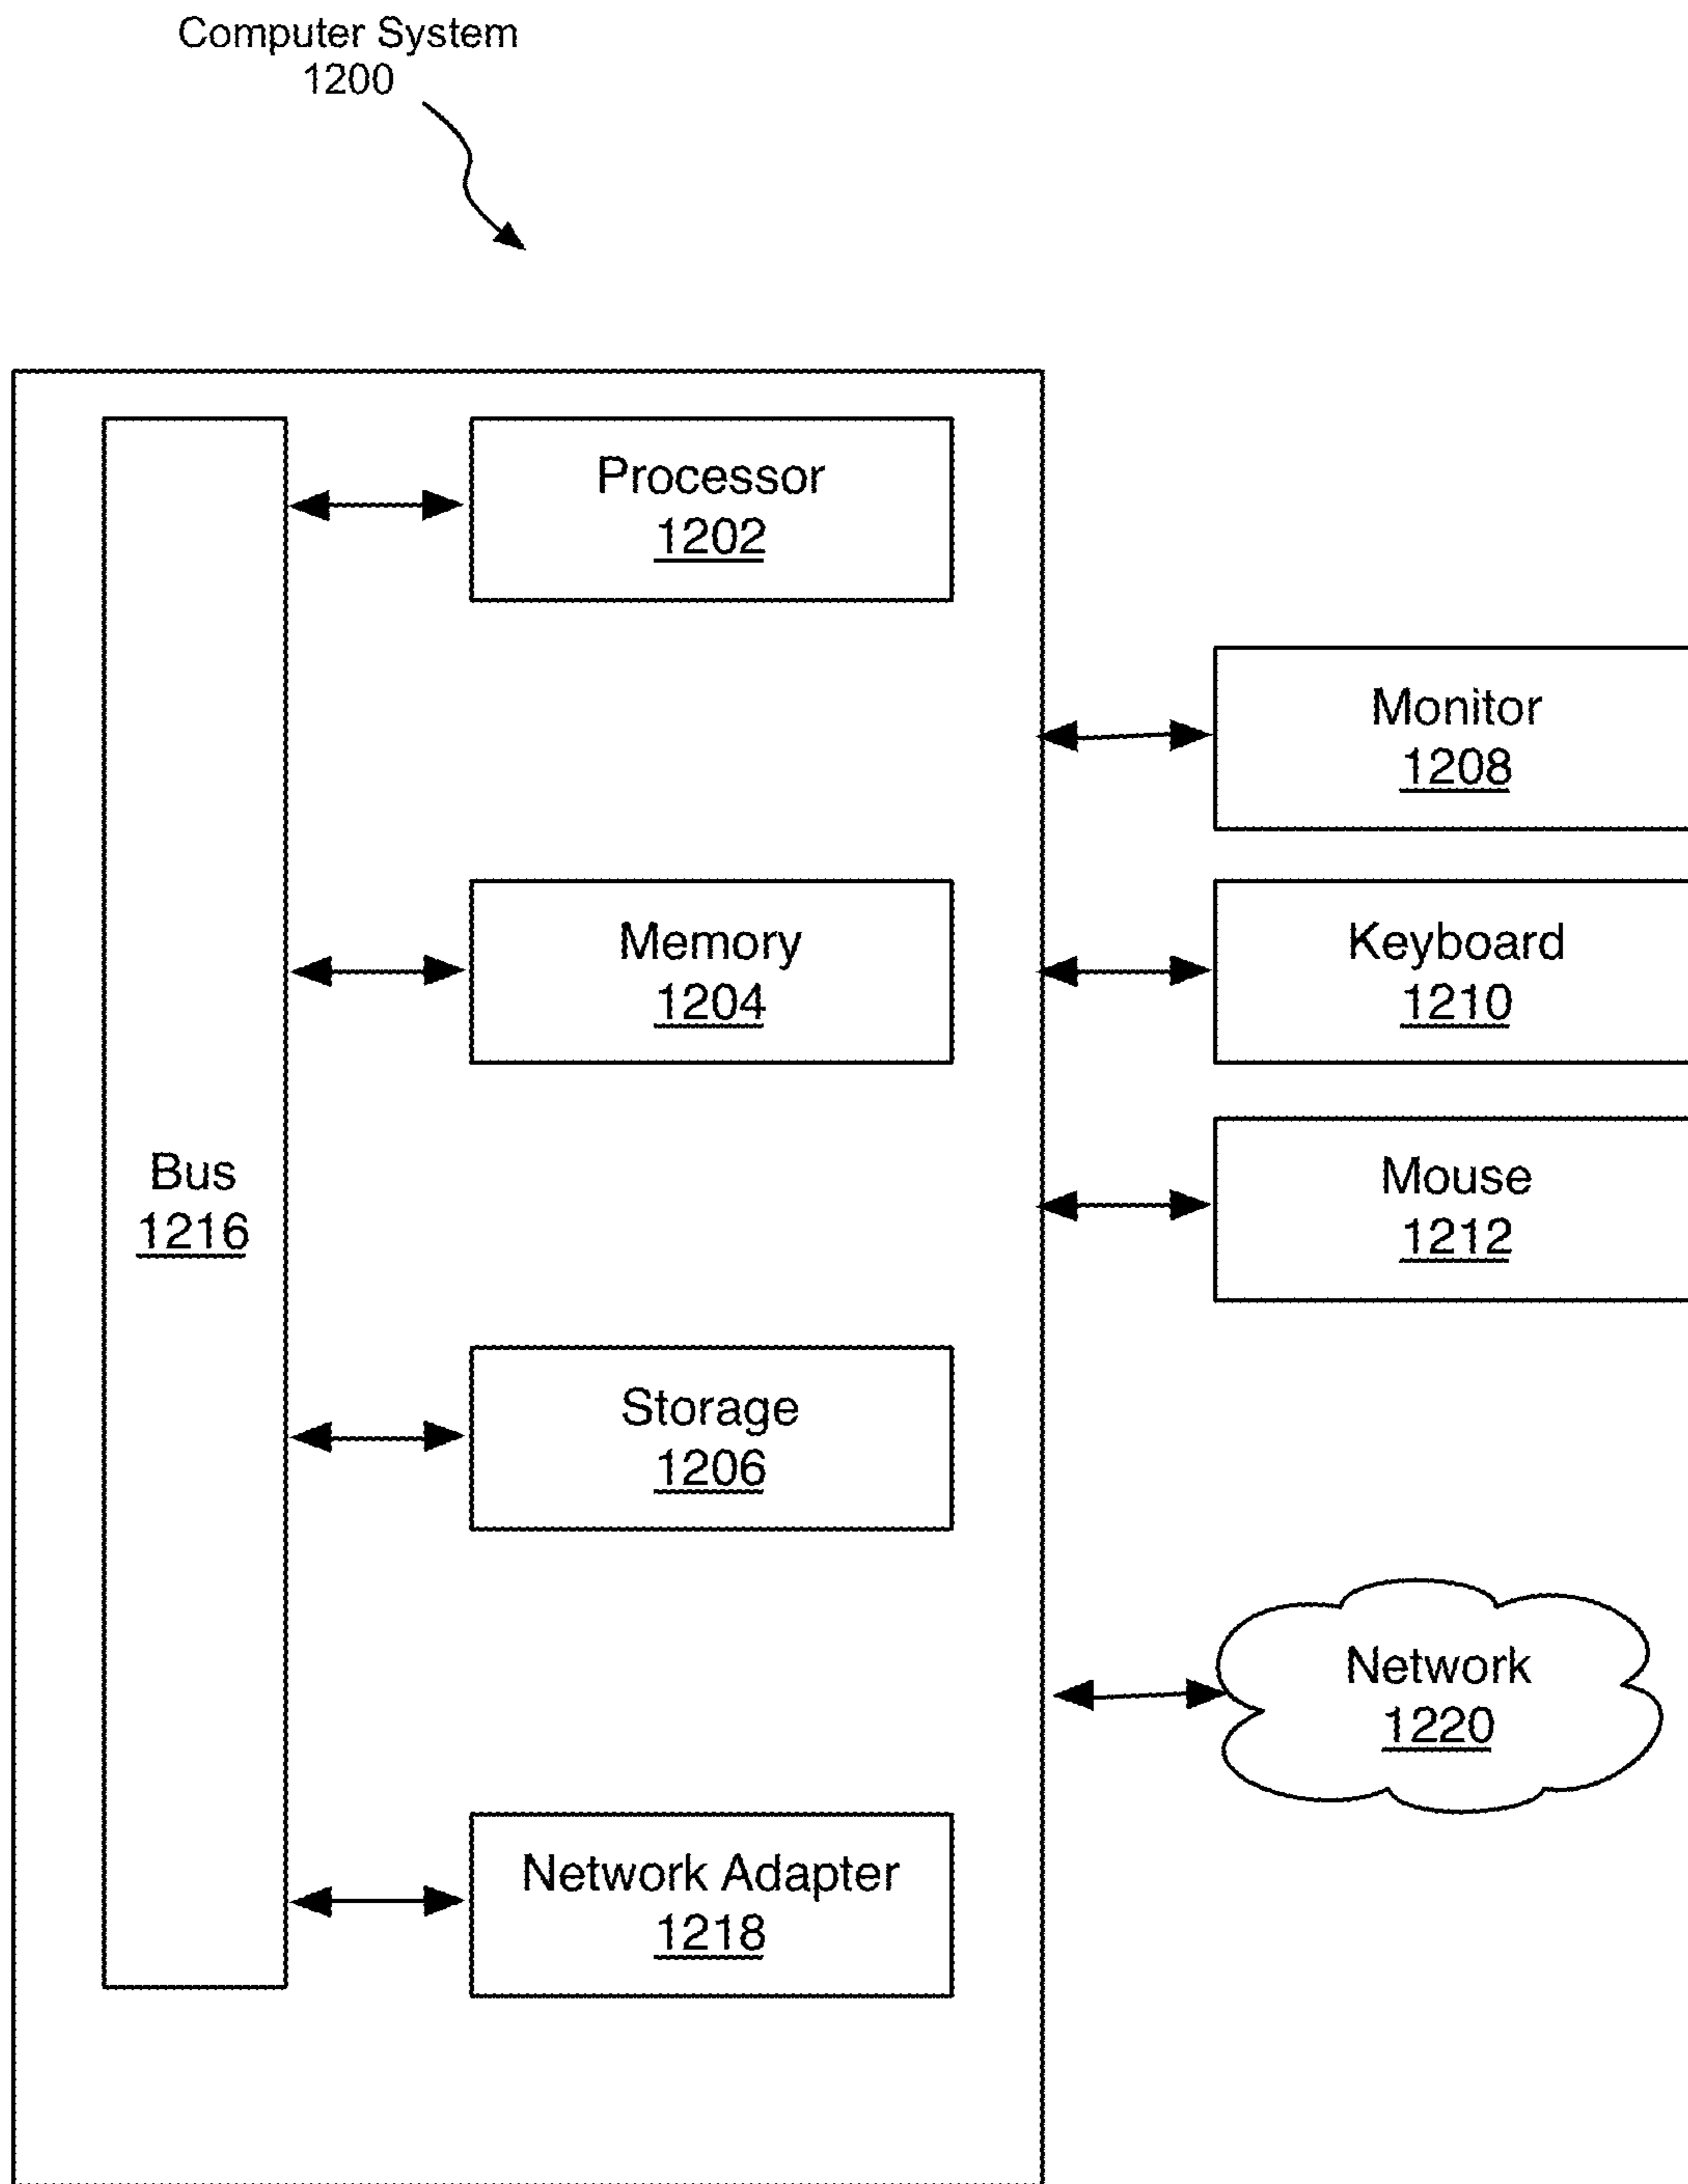 Computer System
1200
Processor
1202
Monitor
1208
Memory
1204
Keyboard
1210
Bus
1216
Mouse
1212
Storage
1206
Network
1220
Network Adapter
1218